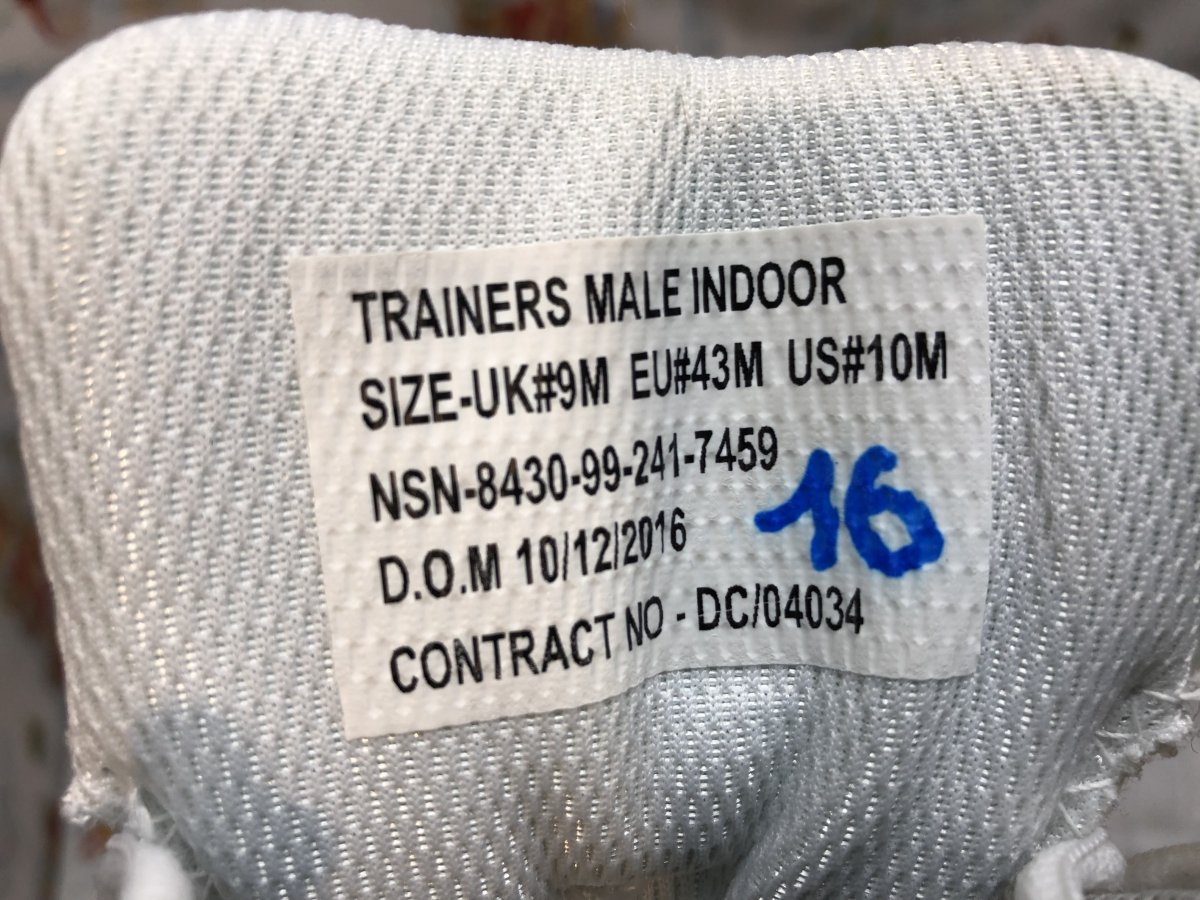 TRAINERS MALE INDOOR
SIZE-UK#9M EU#43M US#10M
NSN-8430-99-241-7459
16
D.O.M 10/12/2016
CONTRACT NO - DC/04034